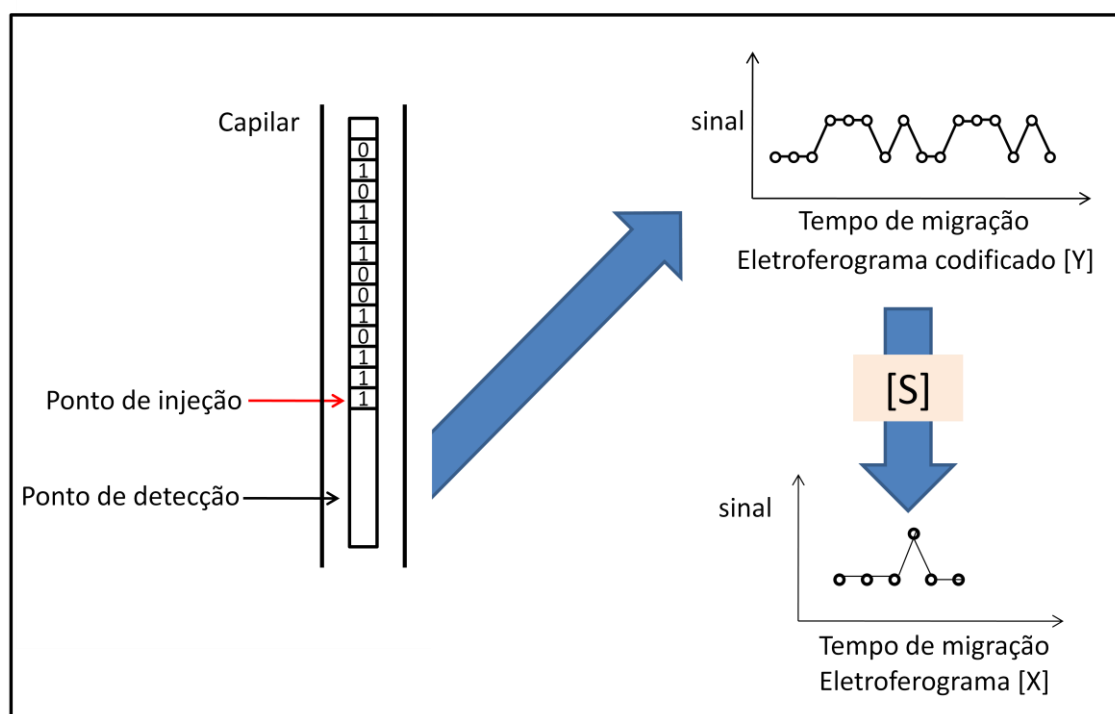 Capilar
0
1
0
1
1
1
0
0
1
0
1
1
1
Ponto de injeção
Ponto de detecção
sinal
Tempo de migração
Eletroferograma codificado [Y]
[S]
sinal
Tempo de migração
Eletroferograma [X]